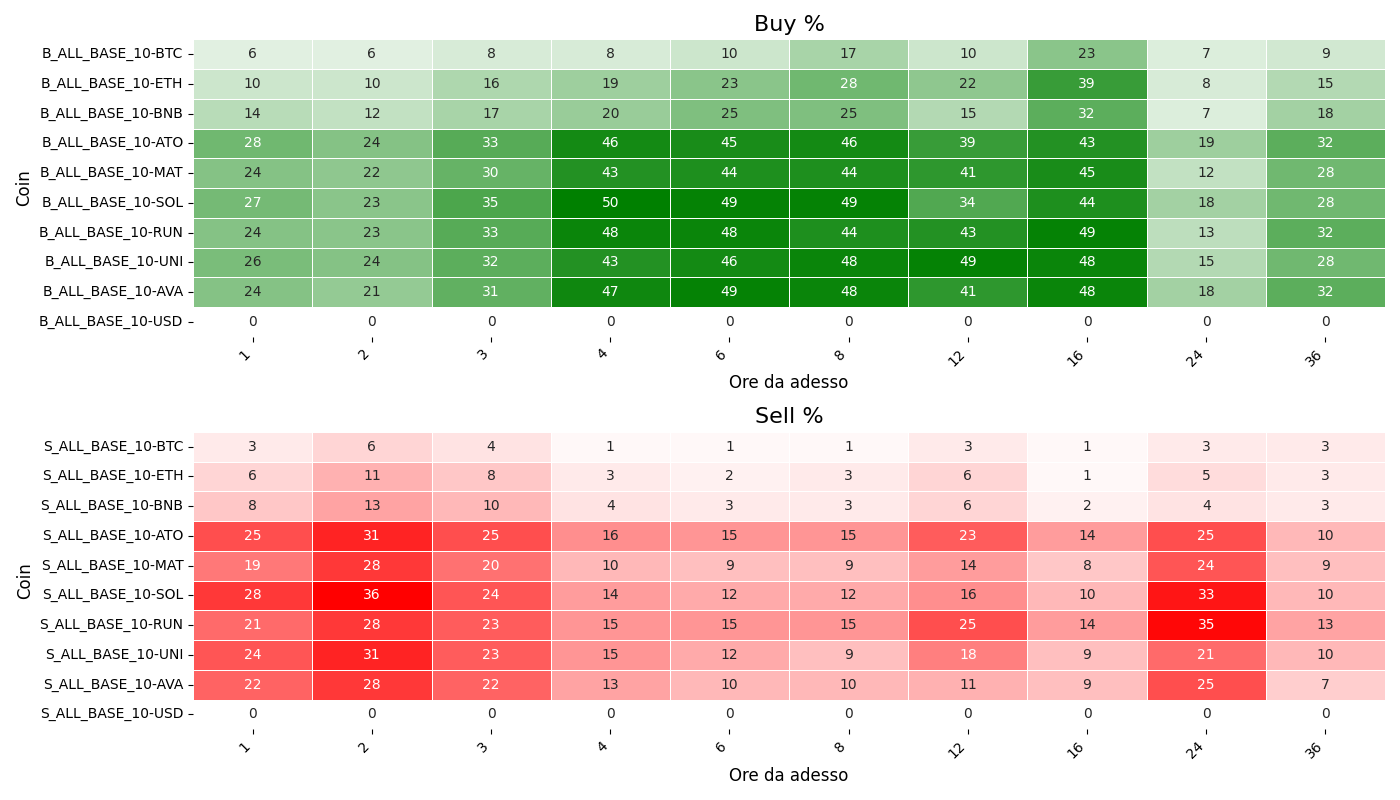 Buy %
Coin
B_ALL_BASE_10-BTC 6 6 8 8 10 17 10 23 7 9
B_ALL_BASE_10-ETH 10 10 16 19 23 28 22 39 8 15
B_ALL_BASE_10-BNB 14 12 17 20 25 25 15 32 7 18
B_ALL_BASE_10-ATO 28 24 33 46 45 46 39 43 19 32
B_ALL_BASE_10-MAT 24 22 30 43 44 44 41 45 12 28
B_ALL_BASE_10-SOL 27 23 35 50 49 49 34 44 18 28
B_ALL_BASE_10-RUN 24 23 33 48 48 44 43 49 13 32
B_ALL_BASE_10-UNI 26 24 32 43 46 48 49 48 15 28
B_ALL_BASE_10-AVA 24 21 31 47 49 48 41 48 18 32
B_ALL_BASE_10-USD 0 0 0 0 0 0 0 0 0 0
1 2 3 4 6 8 12 16 24 36
Ore da adesso
Sell %
Coin
S_ALL_BASE_10-BTC 3 6 4 1 1 1 3 1 3 3
S_ALL_BASE_10-ETH 6 11 8 3 2 3 6 1 5 3
S_ALL_BASE_10-BNB 8 13 10 4 3 3 6 2 4 3
S_ALL_BASE_10-ATO 25 31 25 16 15 15 23 14 25 10
S_ALL_BASE_10-MAT 19 28 20 10 9 9 14 8 24 9
S_ALL_BASE_10-SOL 28 36 24 14 12 12 16 10 33 10
S_ALL_BASE_10-RUN 21 28 23 15 15 15 25 14 35 13
S_ALL_BASE_10-UNI 24 31 23 15 12 9 18 9 21 10
S_ALL_BASE_10-AVA 22 28 22 13 10 10 11 9 25 7
S_ALL_BASE_10-USD 0 0 0 0 0 0 0 0 0 0
1 2 3 4 6 8 12 16 24 36
Ore da adesso